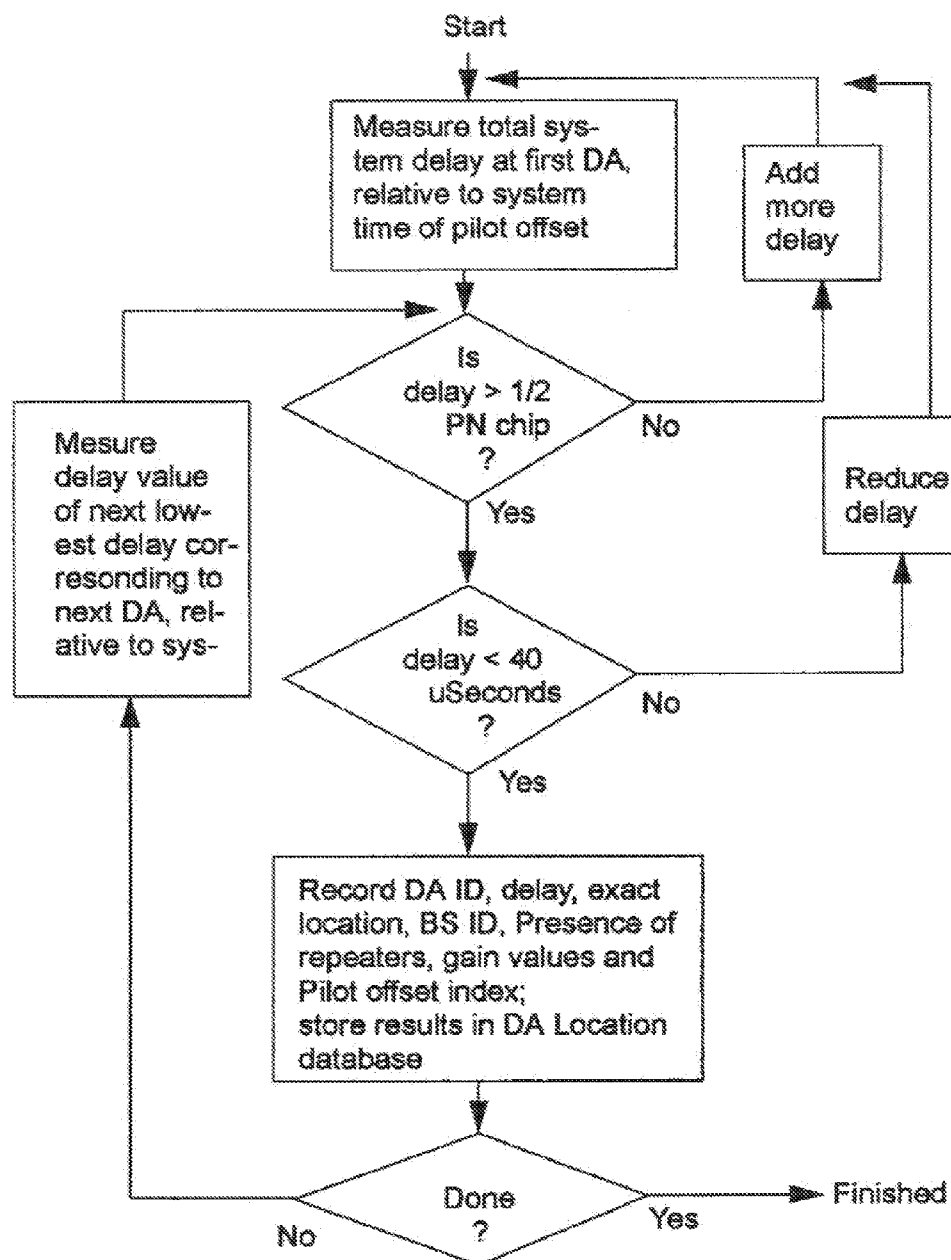 Start
Measure total sys-
tem delay at first DA,
relative to system
time of pilot offset
Add
more
delay
Is
delay > 1/2
PN chip
?
No
Yes
Mesure
delay value
of next low-
est delay cor-
resonding to
next DA, rel-
ative to sys-
Reduce
delay
Is
delay < 40
uSeconds
?
No
Yes
Record DA ID, delay, exact
location, BS ID, Presence of
repeaters, gain values and
Pilot offset index;
store results in DA Location
database
Done
?
No
Yes
Finished